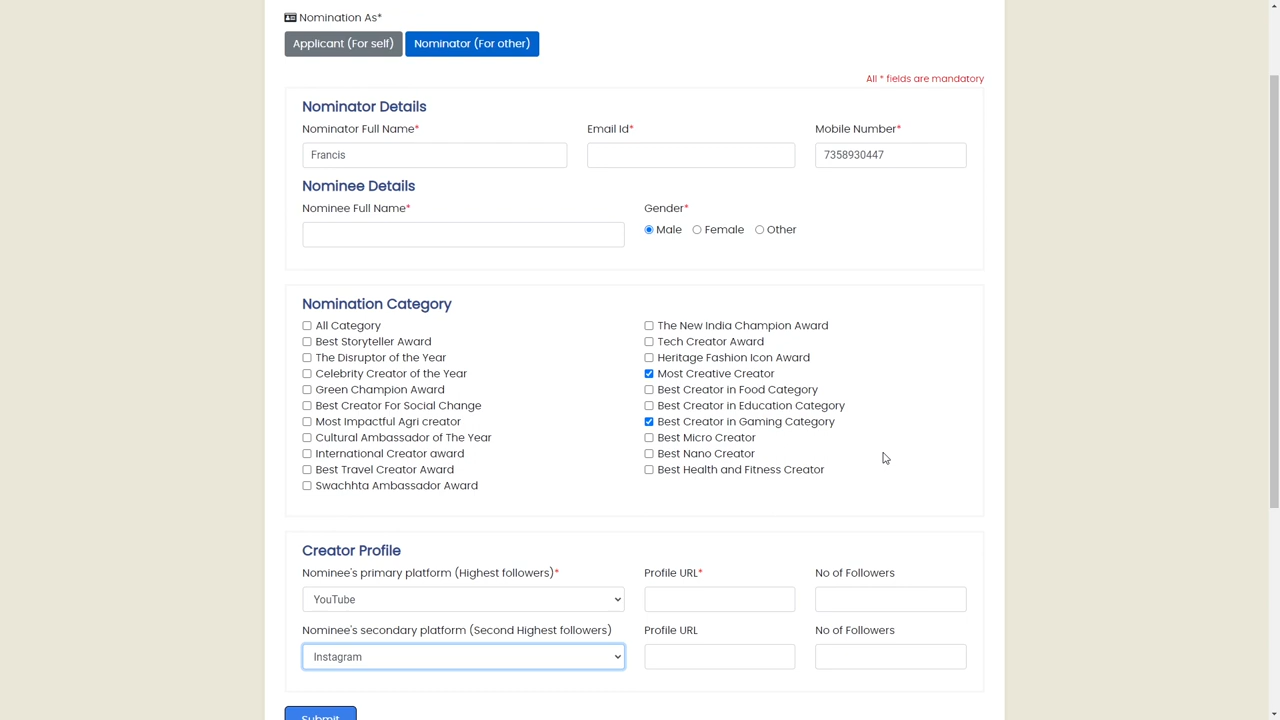 Nomination As*
Applicant (For self) Nominator (For other)
All * fields are mandatory
Nominator Details
Nominator Full Name* Email Id* Mobile Number*
Francis 7358930447
Nominee Details
Nominee Full Name* Gender*
Male Female Other
Nomination Category
All Category The New India Champion Award
Best Storyteller Award Tech Creator Award
The Disruptor of the Year Heritage Fashion Icon Award
Celebrity Creator of the Year Most Creative Creator
Green Champion Award Best Creator in Food Category
Best Creator For Social Change Best Creator in Education Category
Most Impactful Agri creator Best Creator in Gaming Category
Cultural Ambassador of The Year Best Micro Creator
International Creator award Best Nano Creator
Best Travel Creator Award Best Health and Fitness Creator
Swachhta Ambassador Award
Creator Profile
Nominee's primary platform (Highest followers)* Profile URL* No of Followers
YouTube
Nominee's secondary platform (Second Highest followers) Profile URL No of Followers
Instagram
Submit